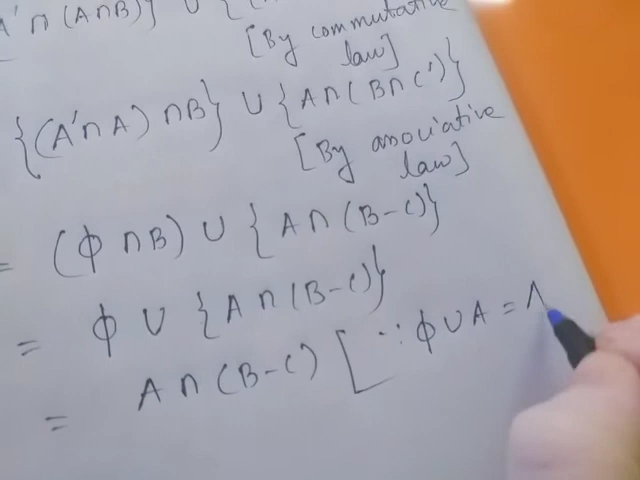 A' ∩ (A∩B)} ∪ {
[By commutative
law]
{(A'∩A) ∩B} ∪ {A∩(B∩C')}
[By associative
law]
= (ϕ ∩B) ∪ {A∩(B-C)}
= ϕ ∪ {A∩(B-C)}
= A∩(B-C) [∵ ϕ∪A =